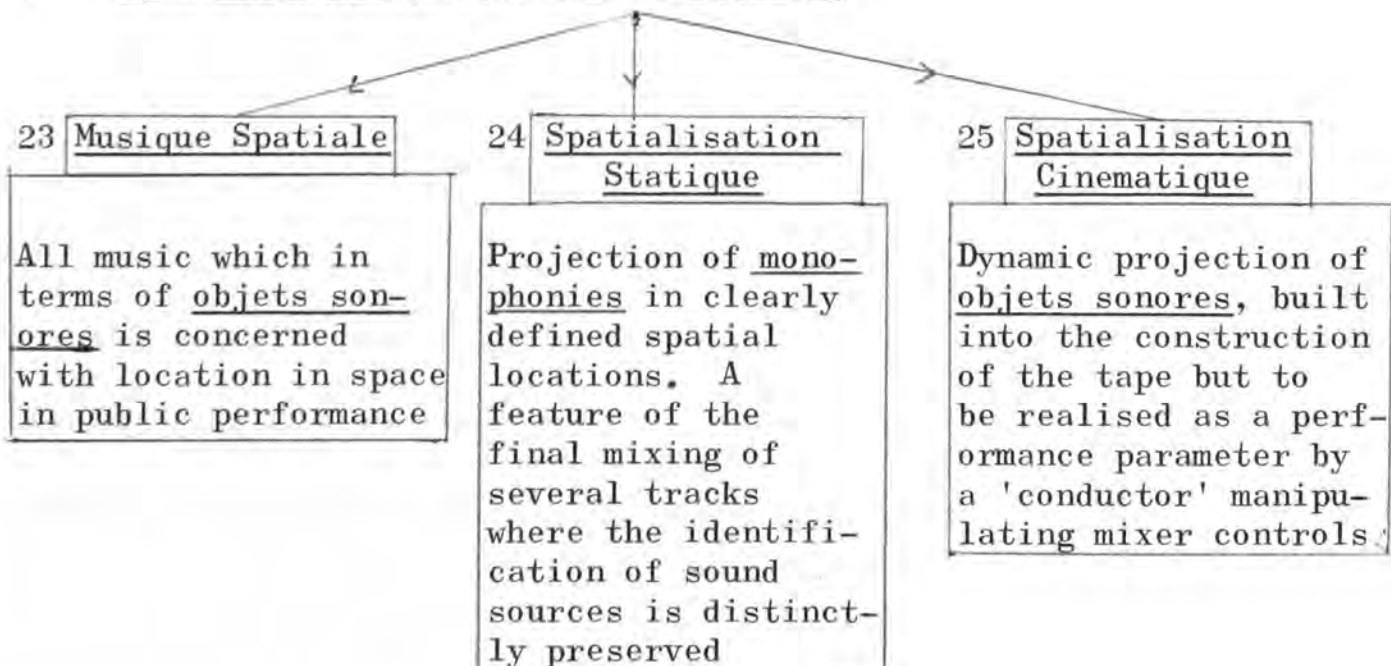 23 Musique Spatiale
All music which in
terms of objets son-
ores is concerned
with location in space
in public performance
24 Spatialisation
Statique
Projection of mono-
phonies in clearly
defined spatial
locations. A
feature of the
final mixing of
several tracks
where the identifi-
cation of sound
sources is distinct-
ly preserved
25 Spatialisation
Cinematique
Dynamic projection of
objets sonores, built
into the construction
of the tape but to
be realised as a perf-
ormance parameter by
a 'conductor' manipu-
lating mixer controls